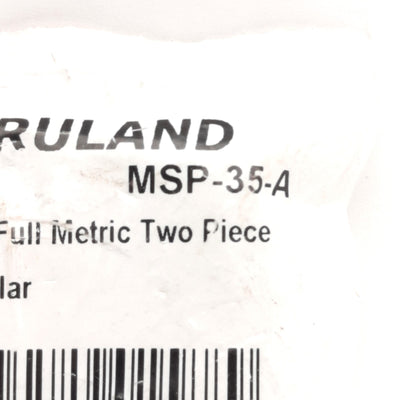 RULAND
MSP-35-A
Full Metric Two Piece
lar